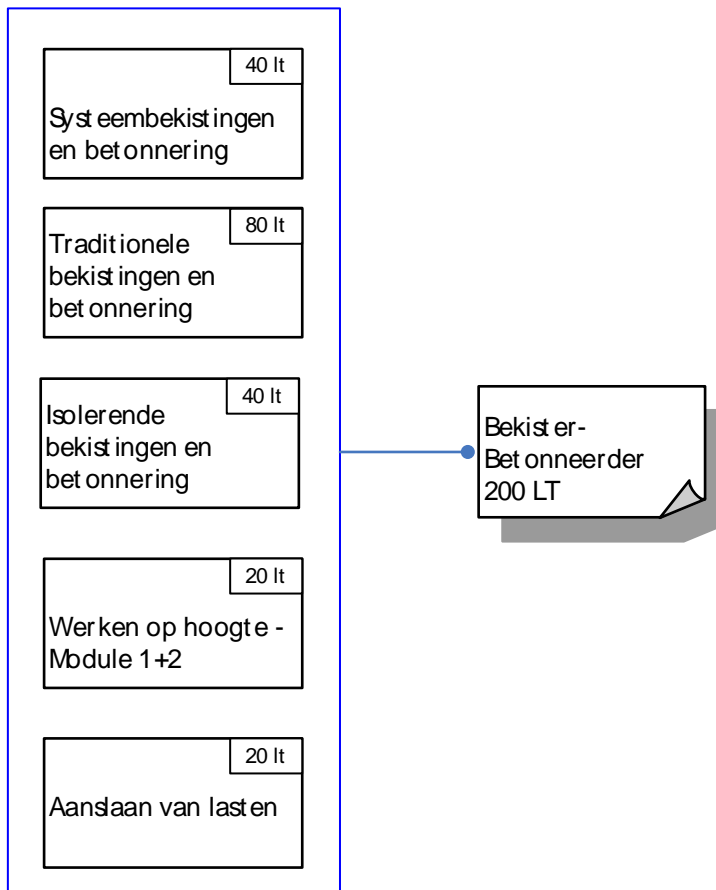 40 lt
Systeembekistingen
en betonnering
80 lt
Traditionele
bekistingen en
betonnering
40 lt
Isolerende
bekistingen en
betonnering
Bekister-
Betonneerder
200 LT
20 lt
Werken op hoogte -
Module 1+2
20 lt
Aanslaan van lasten